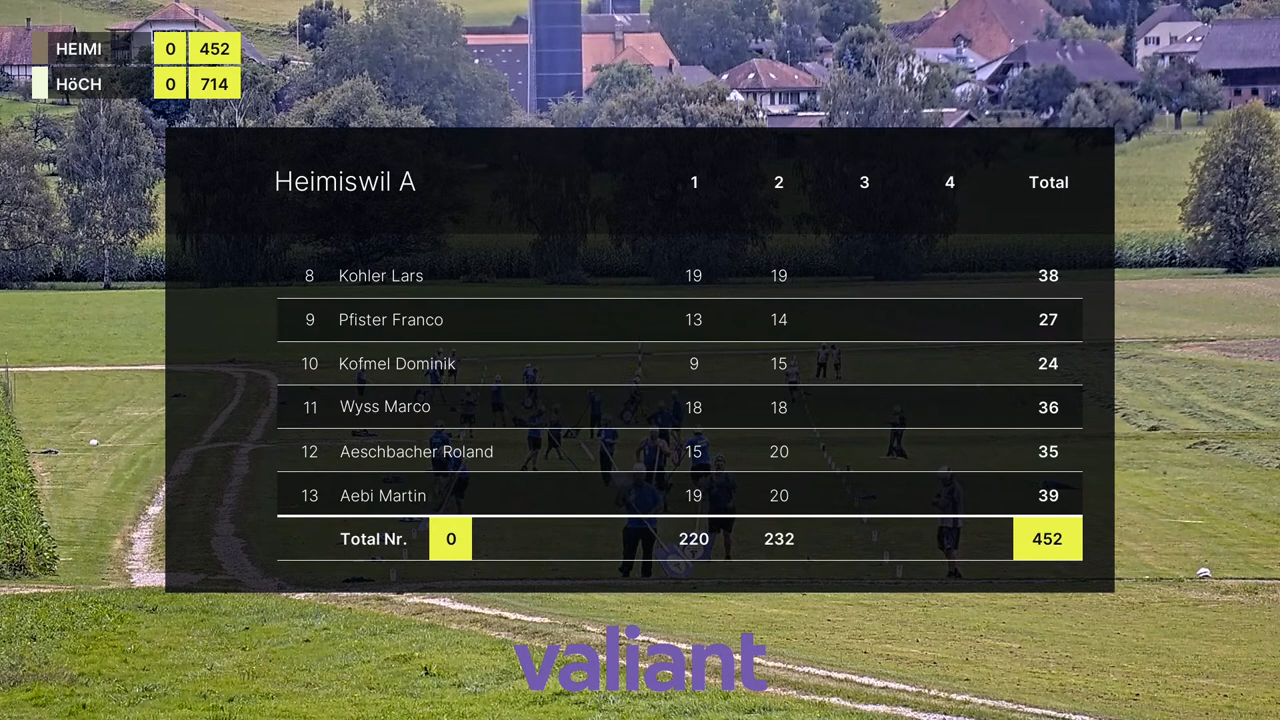 HEIMI 0 452
HöCH 0 714
Heimiswil A 1 2 3 4 Total
8 Kohler Lars 19 19 38
9 Pfister Franco 13 14 27
10 Kofmel Dominik 9 15 24
11 Wyss Marco 18 18 36
12 Aeschbacher Roland 15 20 35
13 Aebi Martin 19 20 39
Total Nr. 0 220 232 452
valiant